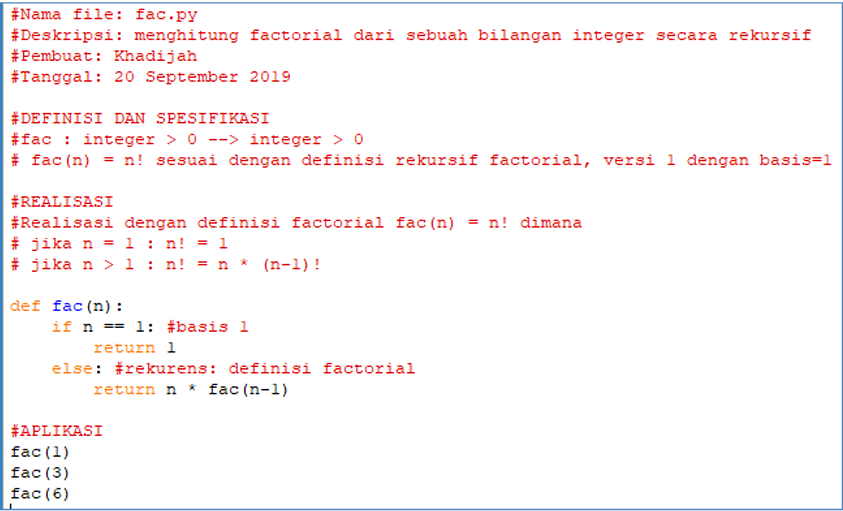 #Nama file: fac.py
#Deskripsi: menghitung factorial dari sebuah bilangan integer secara rekursif
#Pembuat: Khadijah
#Tanggal: 20 September 2019
#DEFINISI DAN SPESIFIKASI
#fac : integer > 0 --> integer > 0
# fac(n) = n! sesuai dengan definisi rekursif factorial, versi 1 dengan basis=1
#REALISASI
#Realisasi dengan definisi factorial fac(n) = n! dimana
# jika n = 1 : n! = 1
# jika n > 1 : n! = n * (n-1)!
def fac(n):
    if n == 1: #basis 1
        return 1
    else: #rekurens: definisi factorial
        return n * fac(n-1)
#APLIKASI
fac(1)
fac(3)
fac(6)